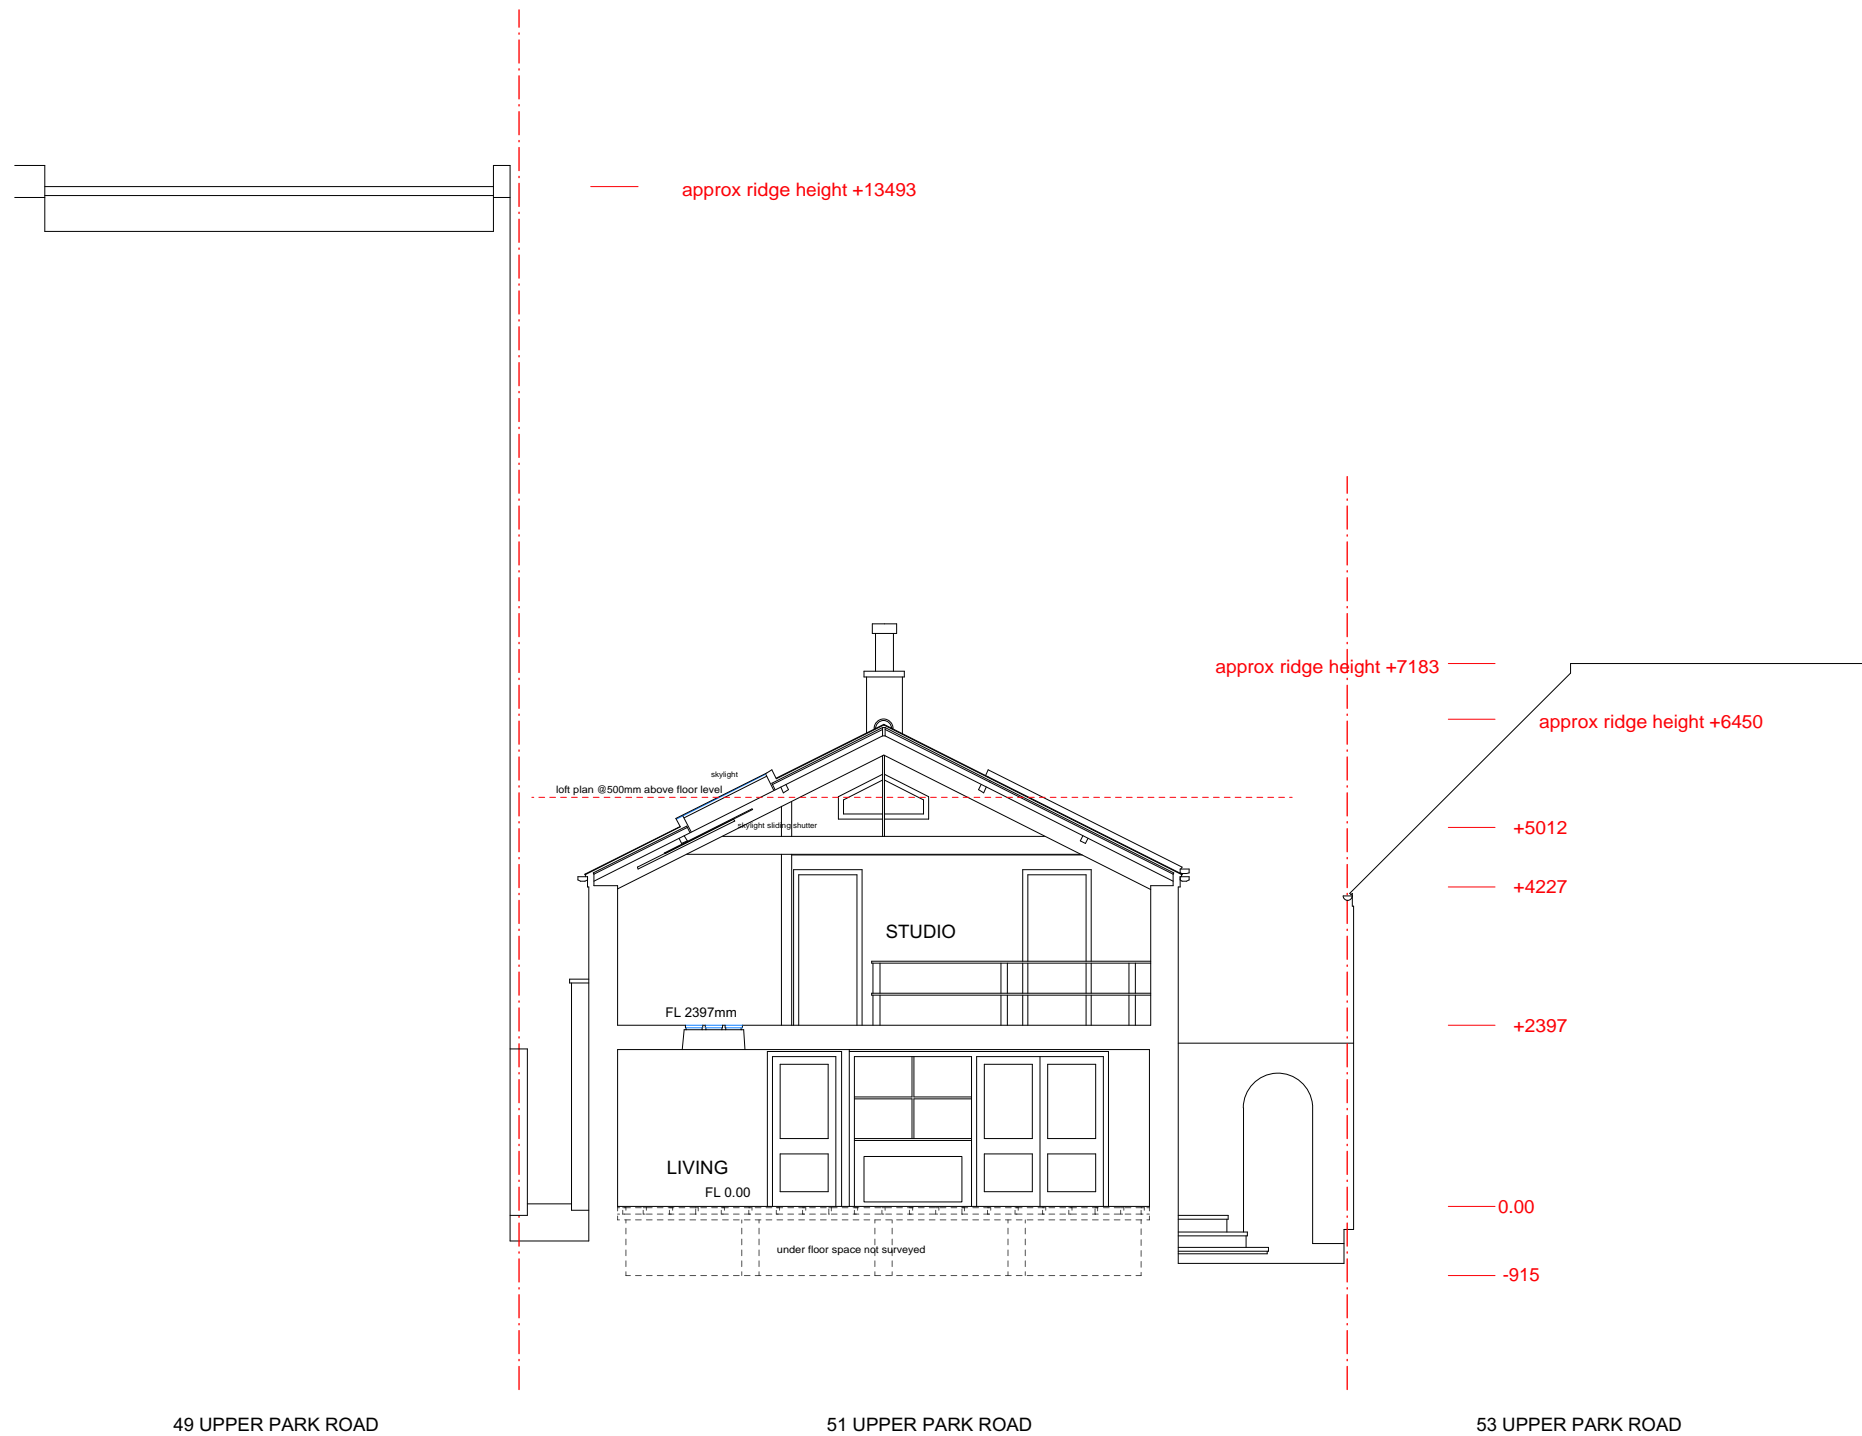 approx ridge height +13493
approx ridge height +7183
approx ridge height +6450
skylight
loft plan @500mm above floor level
skylight sliding shutter
+5012
+4227
STUDIO
FL 2397mm
+2397
LIVING
FL 0.00
0.00
under floor space not surveyed
-915
49 UPPER PARK ROAD
51 UPPER PARK ROAD
53 UPPER PARK ROAD